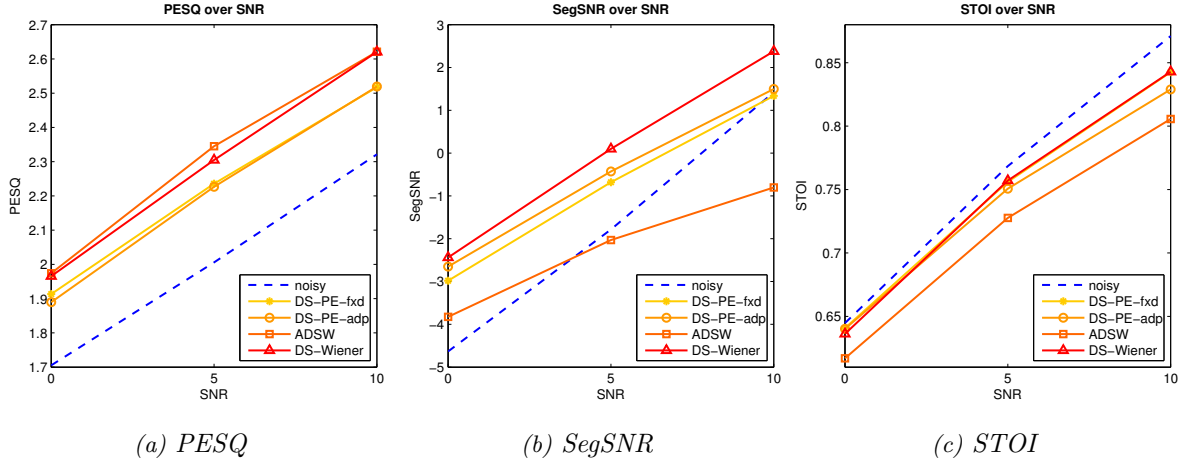 PESQ over SNR
2.7
2.6
2.5
2.4
2.3
2.2
2.1
2
1.9
1.8
1.7
0
5
10
PESQ
SNR
noisy
DS−PE−fxd
DS−PE−adp
ADSW
DS−Wiener
(a) PESQ
SegSNR over SNR
3
2
1
0
−1
−2
−3
−4
−5
0
5
10
SegSNR
SNR
noisy
DS−PE−fxd
DS−PE−adp
ADSW
DS−Wiener
(b) SegSNR
STOI over SNR
0.85
0.8
0.75
0.7
0.65
0
5
10
STOI
SNR
noisy
DS−PE−fxd
DS−PE−adp
ADSW
DS−Wiener
(c) STOI